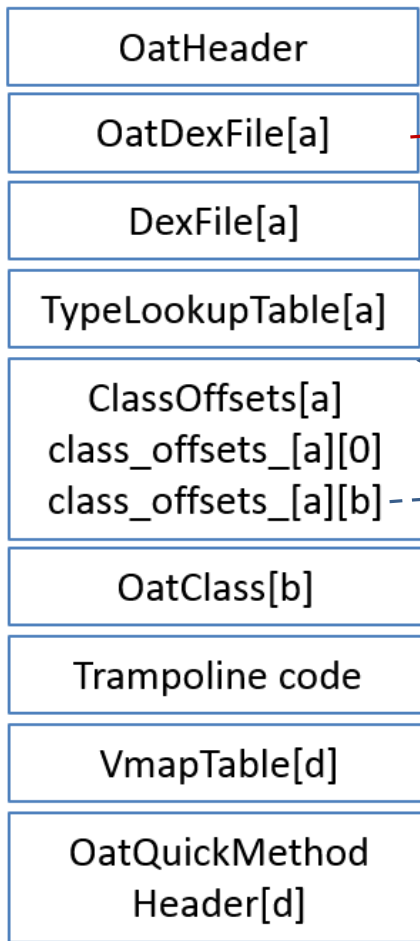 OatHeader
OatDexFile[a]
DexFile[a]
TypeLookupTable[a]
ClassOffsets[a]
class_offsets_[a][0]
class_offsets_[a][b]
OatClass[b]
Trampoline code
VmapTable[d]
OatQuickMethod
Header[d]